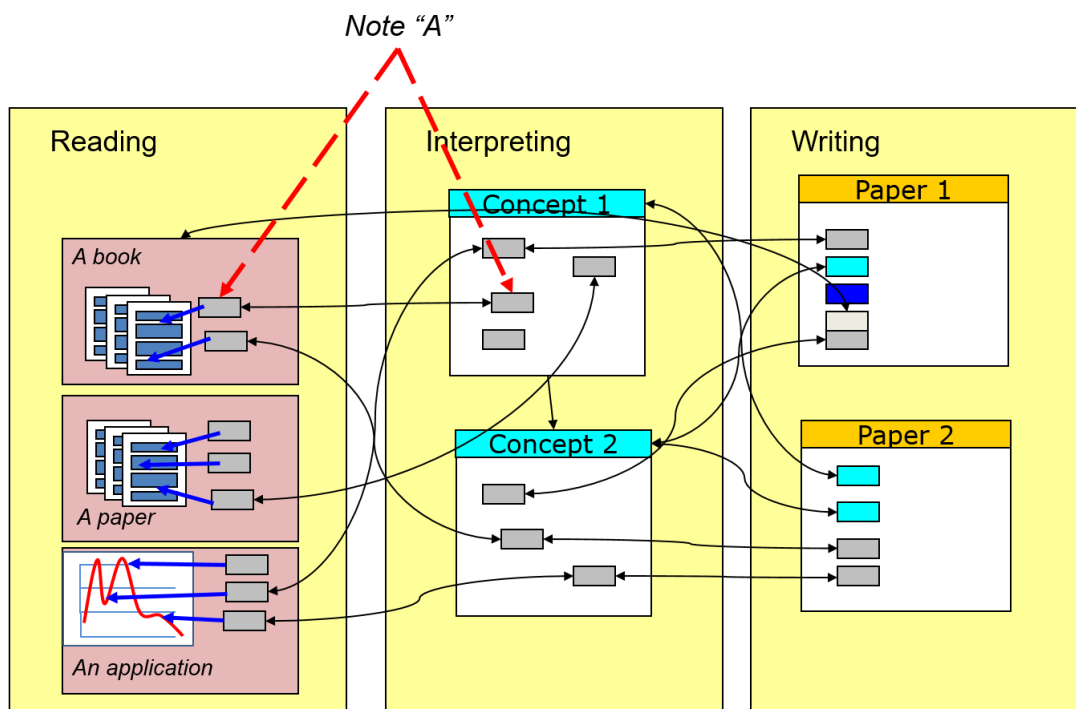 Note “A”
Reading
Interpreting
Writing
Concept 1
Paper 1
A book
Concept 2
Paper 2
A paper
An application